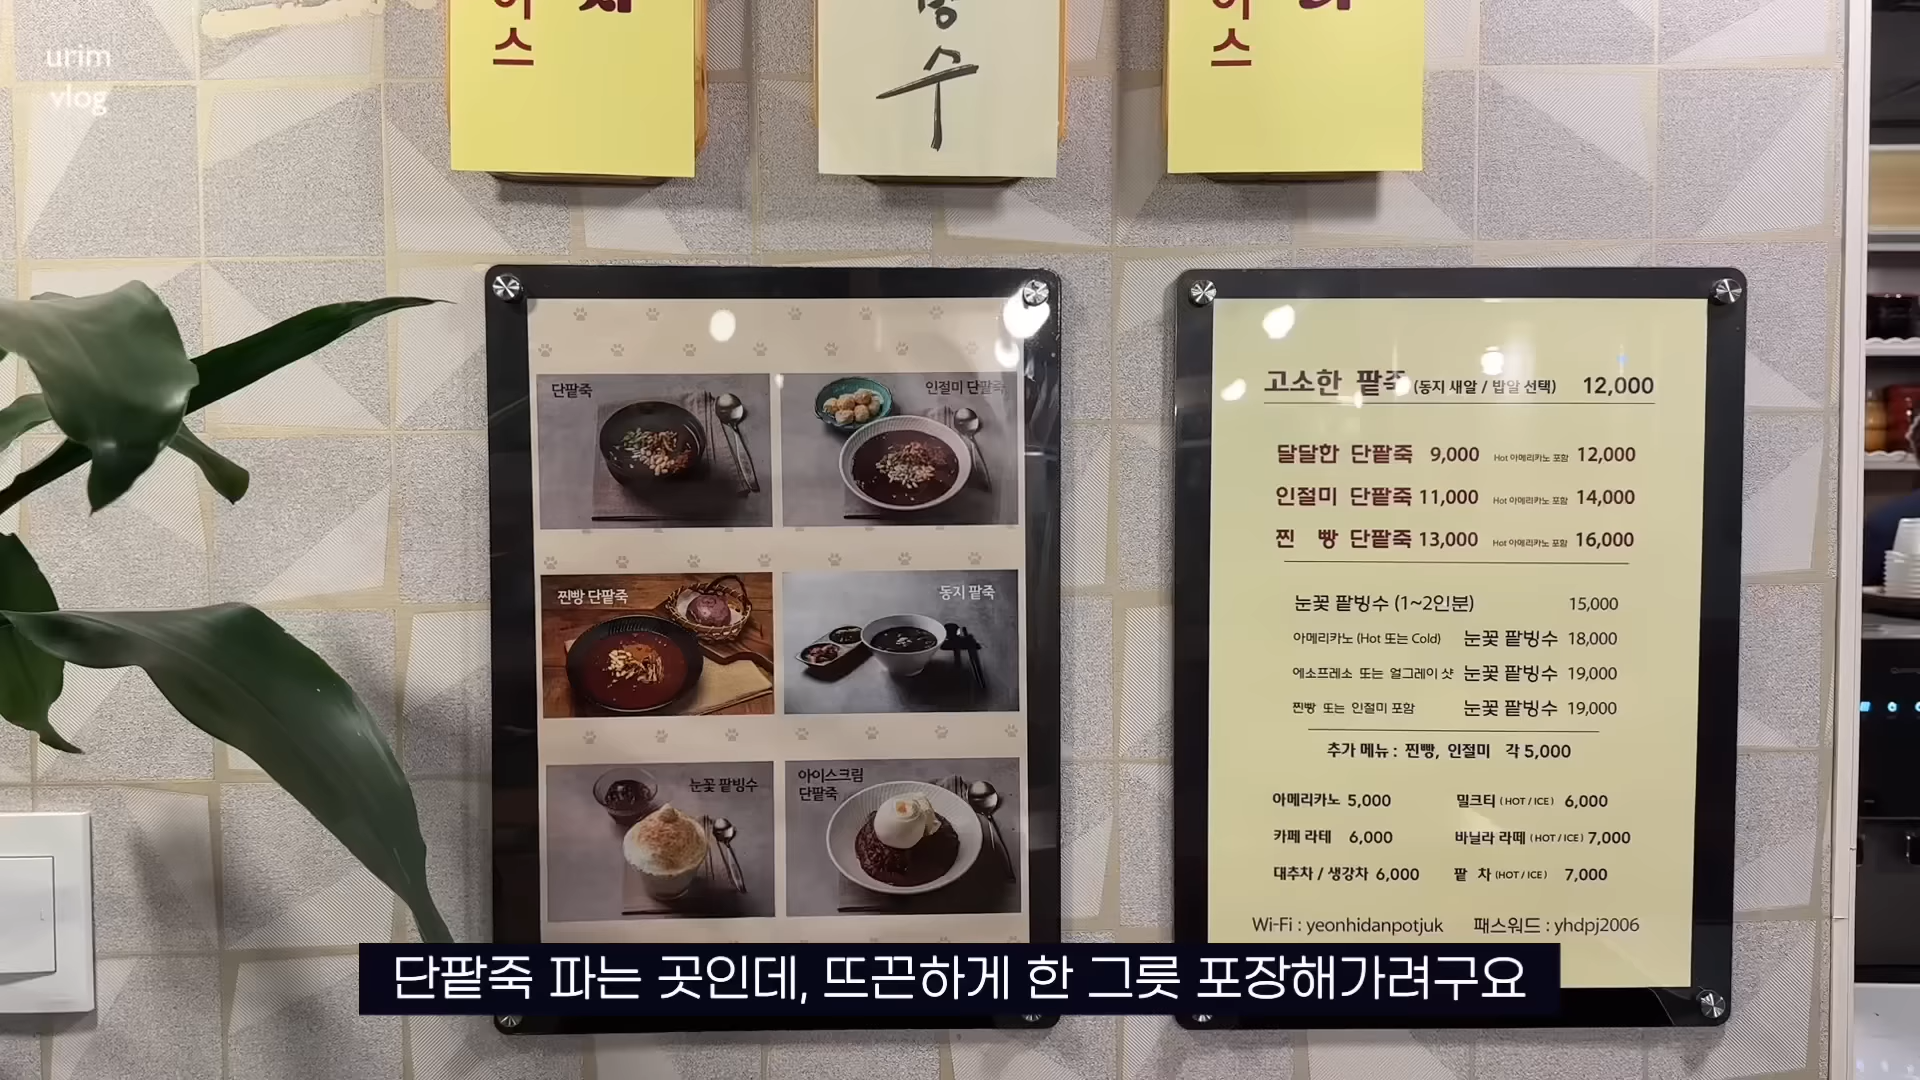 urim
vlog
이스
수
이스
단팥죽
인절미 단팥죽
찐빵 단팥죽
동지 팥죽
눈꽃 팥빙수
아이스크림
단팥죽
고소한 팥죽 (동지 새알 / 밥알 선택) 12,000
달달한 단팥죽 9,000 Hot 아메리카노 포함 12,000
인절미 단팥죽 11,000 Hot 아메리카노 포함 14,000
찐 빵 단팥죽 13,000 Hot 아메리카노 포함 16,000
눈꽃 팥빙수 (1~2인분) 15,000
아메리카노 (Hot 또는 Cold) 눈꽃 팥빙수 18,000
에소프레소 또는 얼그레이 샷 눈꽃 팥빙수 19,000
찐빵 또는 인절미 포함 눈꽃 팥빙수 19,000
추가 메뉴 : 찐빵, 인절미 각 5,000
아메리카노 5,000 밀크티 (HOT / ICE) 6,000
카페 라테 6,000 바닐라 라떼 (HOT / ICE) 7,000
대추차 / 생강차 6,000 팥 차 (HOT / ICE) 7,000
Wi-Fi : yeonhidanpotjuk 패스워드 : yhdpj2006
단팥죽 파는 곳인데, 뜨끈하게 한 그릇 포장해가려구요